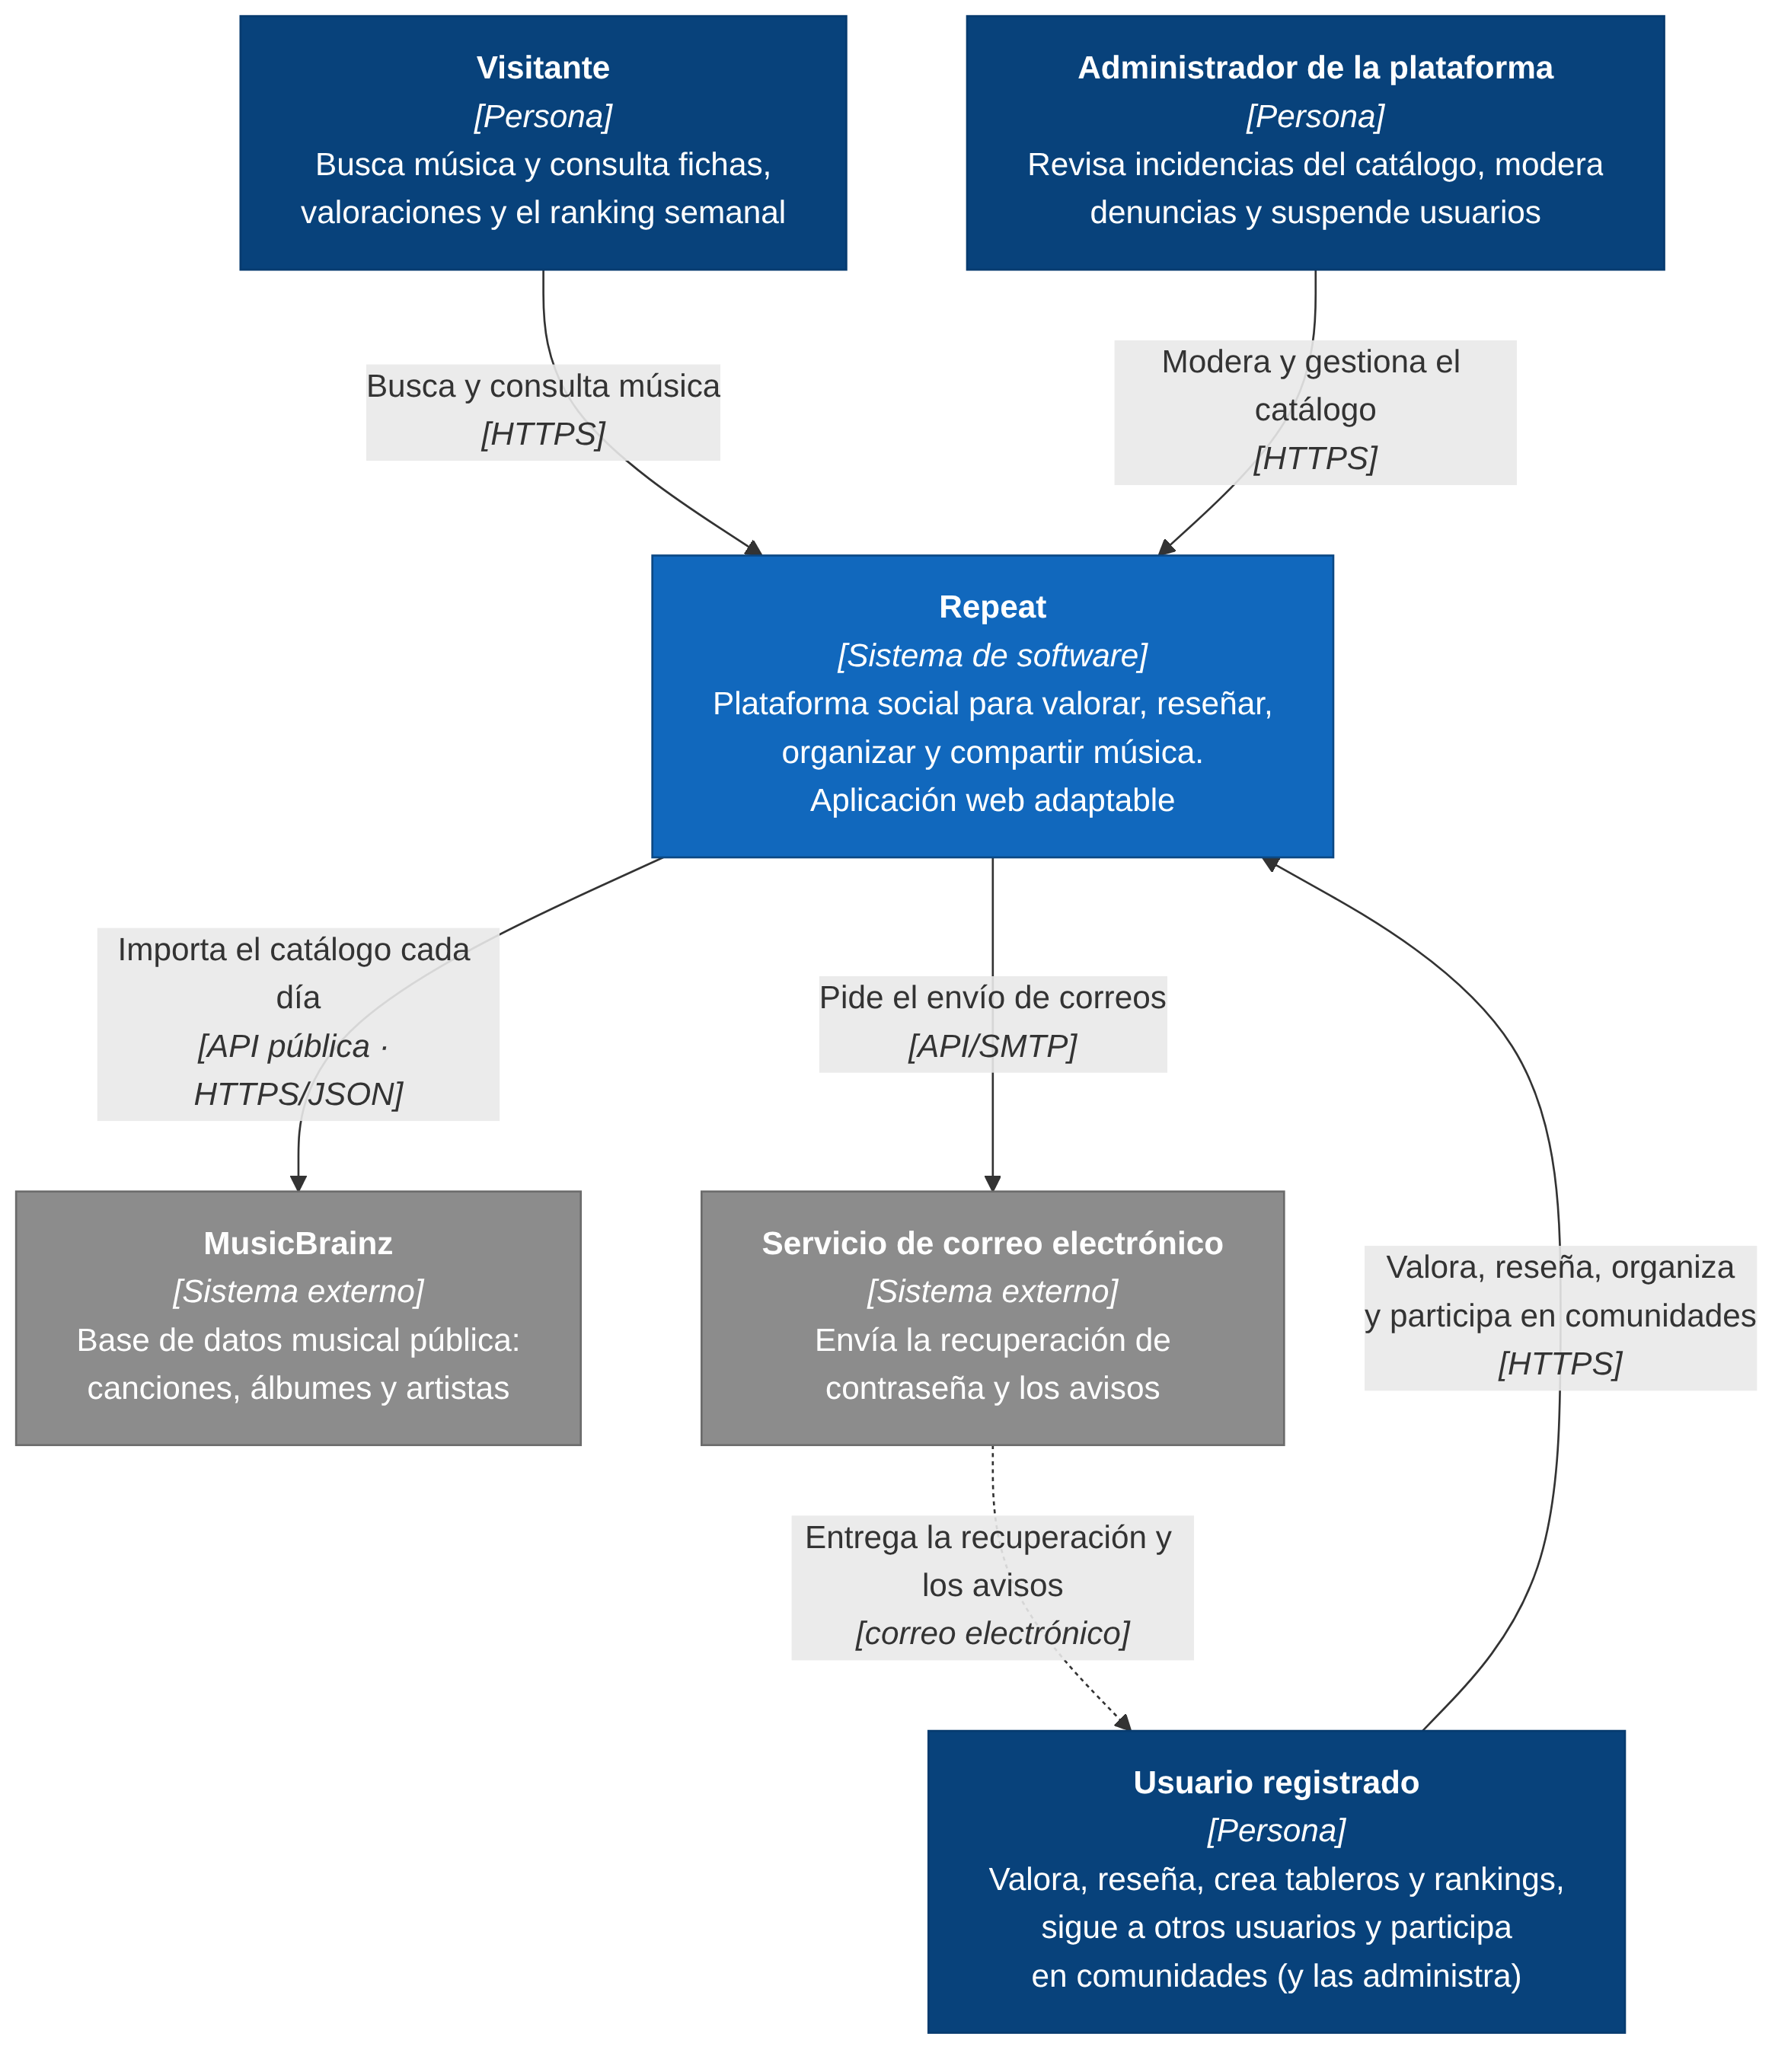 Visitante
[Persona]
Busca música y consulta fichas,
valoraciones y el ranking semanal
Administrador de la plataforma
[Persona]
Revisa incidencias del catálogo, modera
denuncias y suspende usuarios
Busca y consulta música
[HTTPS]
Modera y gestiona el
catálogo
[HTTPS]
Repeat
[Sistema de software]
Plataforma social para valorar, reseñar,
organizar y compartir música.
Aplicación web adaptable
Importa el catálogo cada
día
[API pública ·
HTTPS/JSON]
Pide el envío de correos
[API/SMTP]
MusicBrainz
[Sistema externo]
Base de datos musical pública:
canciones, álbumes y artistas
Servicio de correo electrónico
[Sistema externo]
Envía la recuperación de
contraseña y los avisos
Valora, reseña, organiza
y participa en comunidades
[HTTPS]
Entrega la recuperación y
los avisos
[correo electrónico]
Usuario registrado
[Persona]
Valora, reseña, crea tableros y rankings,
sigue a otros usuarios y participa
en comunidades (y las administra)